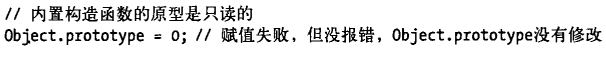 // 内置构造函数的原型是只读的
Object.prototype = 0; // 赋值失败，但没报错，Object.prototype没有修改